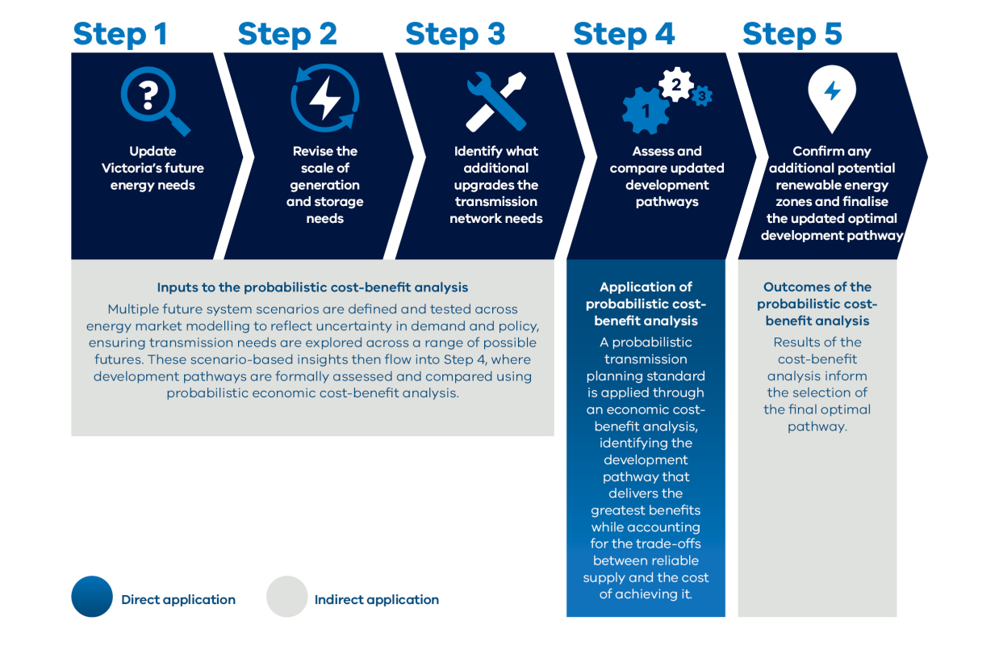 Step 1
Step 2
Step 3
Step 4
Step 5
?
1
2
3
Update
Victoria's future
energy needs
Revise the
scale of
generation
and storage
needs
Identify what
additional
upgrades the
transmission
network needs
Assess and
compare updated
development
pathways
Confirm any
additional potential
renewable energy
zones and finalise
the updated optimal
development pathway
Inputs to the probabilistic cost-benefit analysis
Multiple future system scenarios are defined and tested across
energy market modelling to reflect uncertainty in demand and policy,
ensuring transmission needs are explored across a range of possible
futures. These scenario-based insights then flow into Step 4, where
development pathways are formally assessed and compared using
probabilistic economic cost-benefit analysis.
Application of
probabilistic cost-
benefit analysis
A probabilistic
transmission
planning standard
is applied through
an economic cost-
benefit analysis,
identifying the
development
pathway that
delivers the
greatest benefits
while accounting
for the trade-offs
between reliable
supply and the cost
of achieving it.
Outcomes of the
probabilistic cost-
benefit analysis
Results of the
cost-benefit
analysis inform
the selection of
the final optimal
pathway.
Direct application
Indirect application